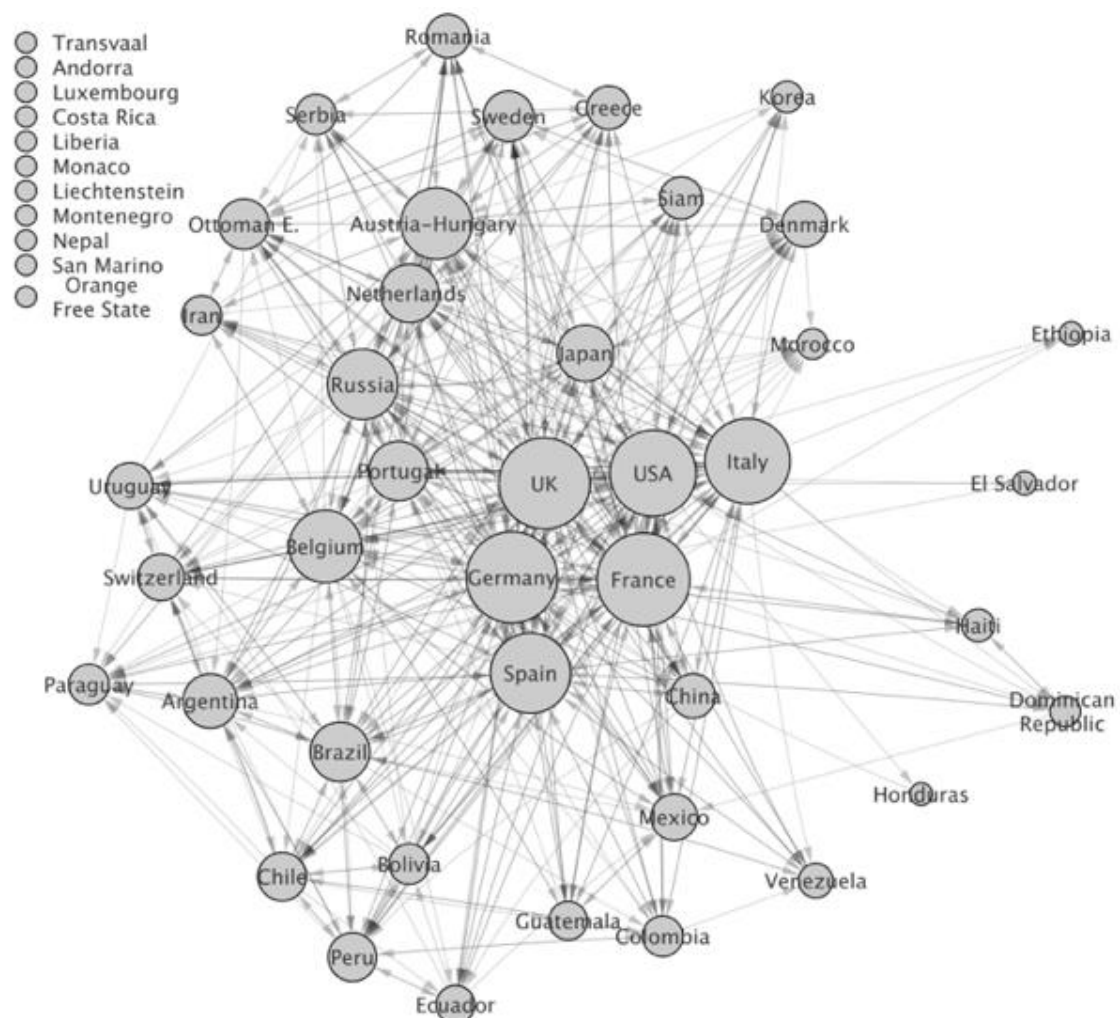 Transvaal
Andorra
Luxembourg
Costa Rica
Liberia
Monaco
Liechtenstein
Montenegro
Nepal
San Marino
Orange
Free State
Romania
Serbia
Sweden
Greece
Korea
Ottoman E.
Austria-Hungary
Siam
Denmark
Iran
Netherlands
Japan
Morocco
Ethiopia
Russia
Uruguay
Portugal
UK
USA
Italy
El Salvador
Switzerland
Belgium
Germany
France
Haiti
Paraguay
Argentina
Spain
China
Dominican
Republic
Brazil
Honduras
Mexico
Chile
Bolivia
Venezuela
Guatemala
Colombia
Peru
Ecuador